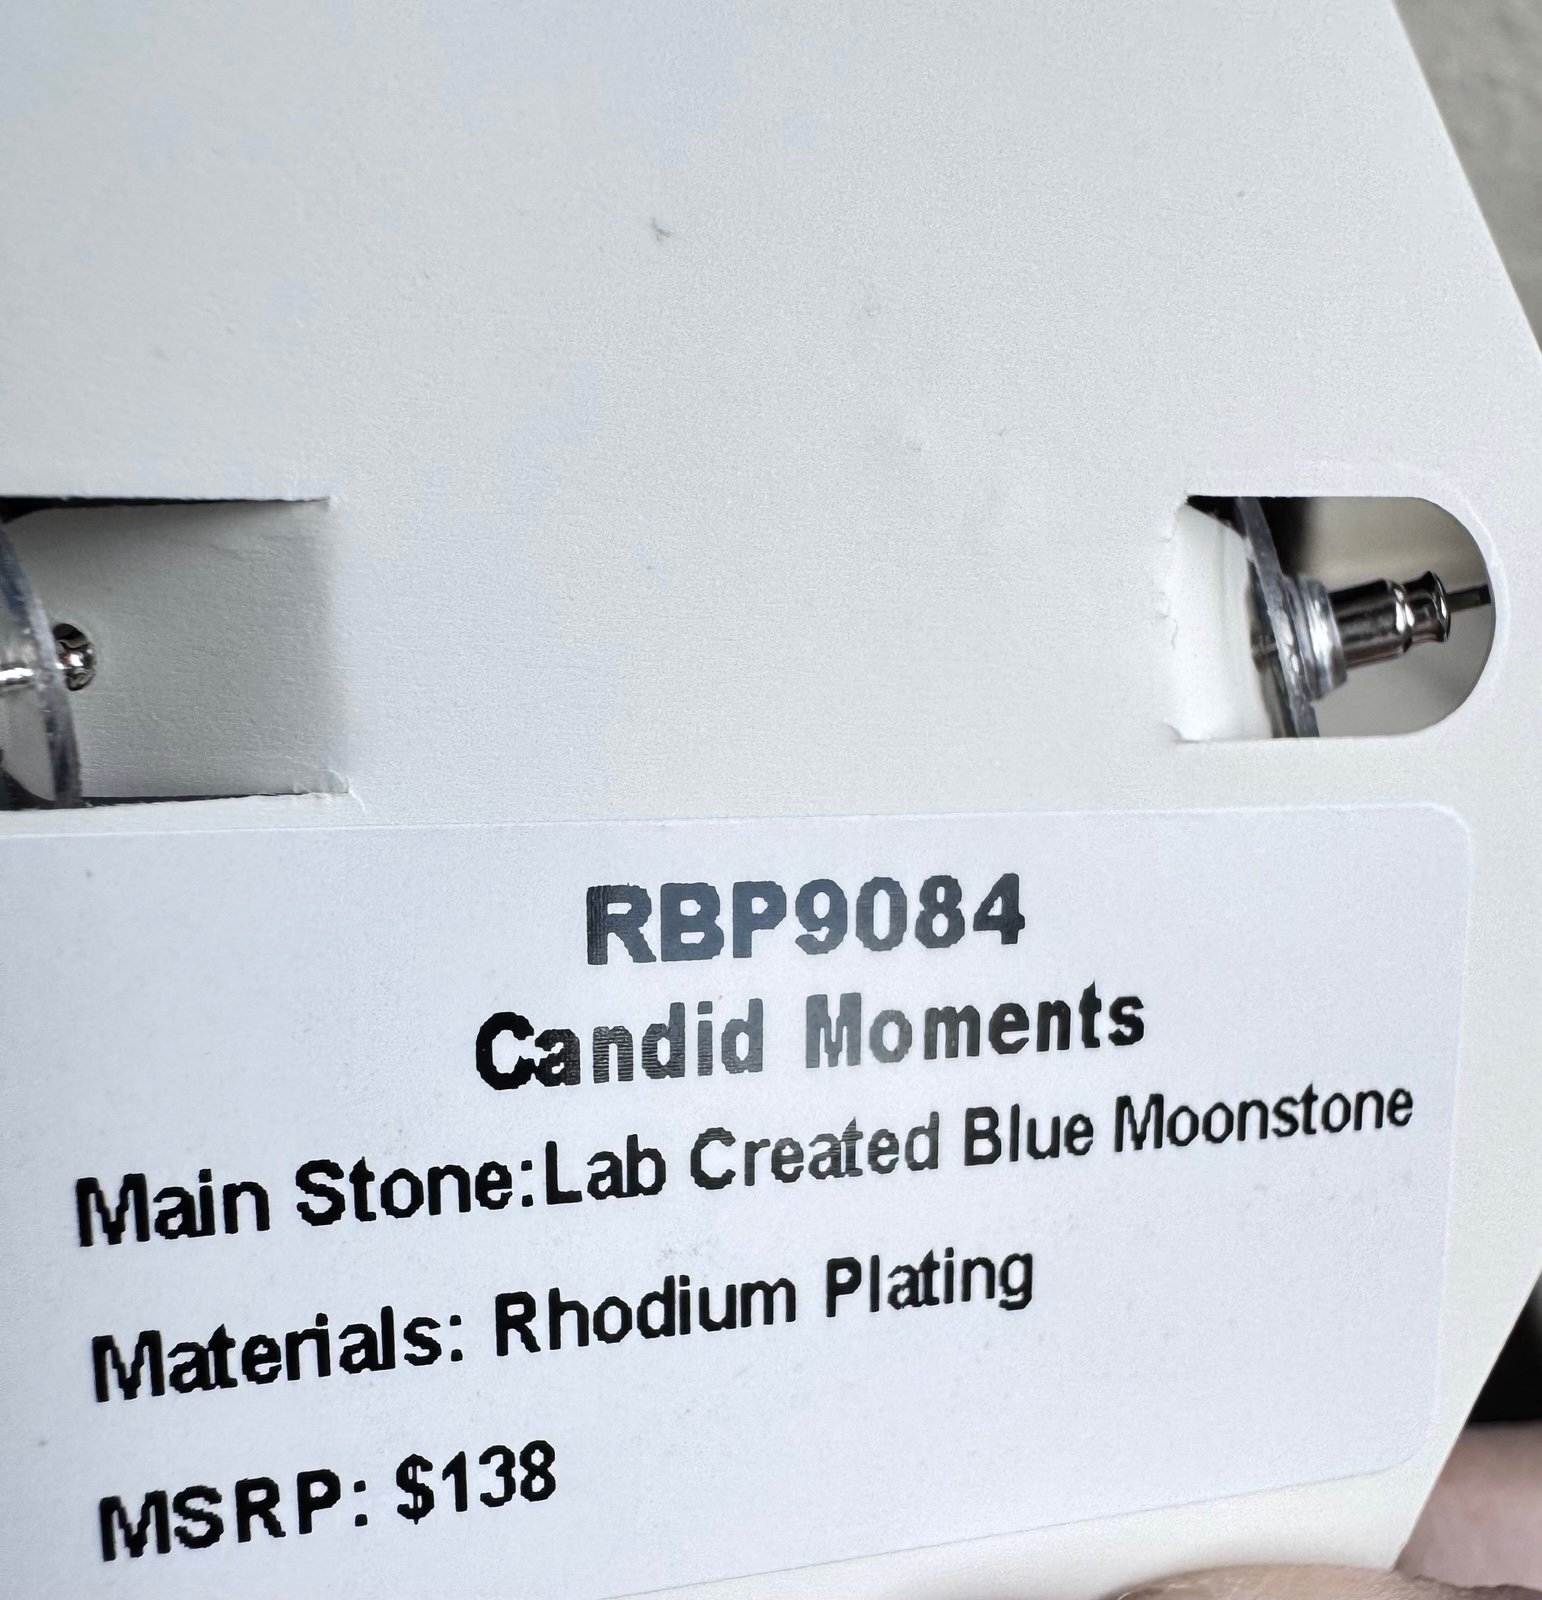 RBP9084
Candid Moments
Main Stone:Lab Created Blue Moonstone
Materials: Rhodium Plating
MSRP: $138